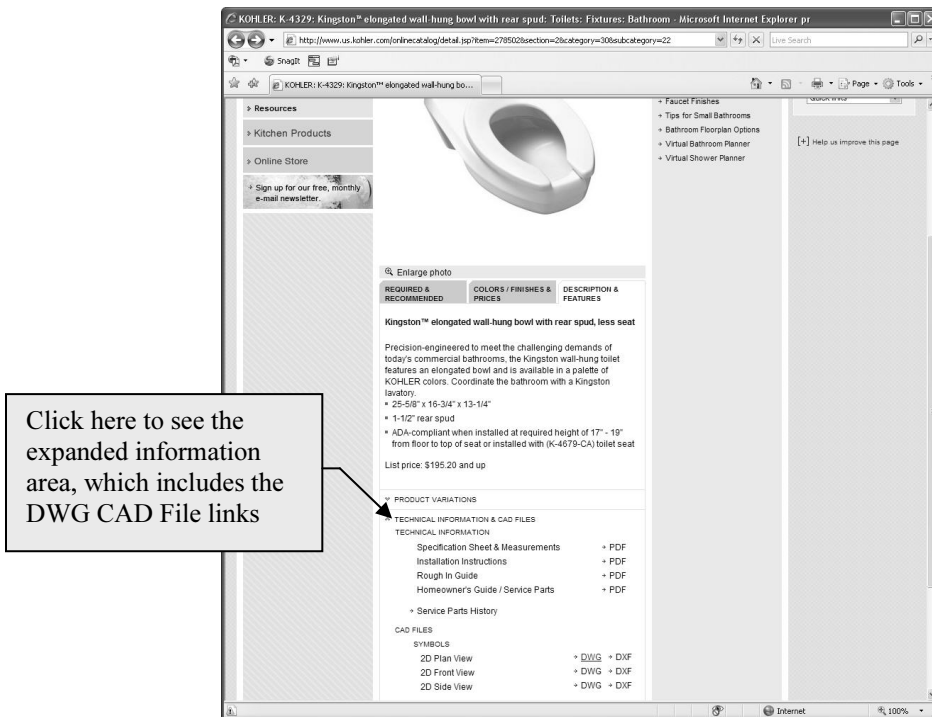 KOHLER: K-4329: Kingston™ elongated wall-hung bowl with rear spud: Toilets: Fixtures: Bathroom - Microsoft Internet Explorer pr
http://www.us.kohler.com/onlinecatalog/detail.jsp?item=278502&section=2&category=30&subcategory=22
Live Search
SnagIt
KOHLER: K-4329: Kingston™ elongated wall-hung bo...
Page
Tools
Resources
Kitchen Products
Online Store
Sign up for our free, monthly
e-mail newsletter.
Faucet Finishes
Tips for Small Bathrooms
Bathroom Floorplan Options
Virtual Bathroom Planner
Virtual Shower Planner
[+] Help us improve this page
Enlarge photo
REQUIRED &
RECOMMENDED
COLORS / FINISHES &
PRICES
DESCRIPTION &
FEATURES
Kingston™ elongated wall-hung bowl with rear spud, less seat
Precision-engineered to meet the challenging demands of
today's commercial bathrooms, the Kingston wall-hung toilet
features an elongated bowl and is available in a palette of
KOHLER colors. Coordinate the bathroom with a Kingston
lavatory.
25-5/8" x 16-3/4" x 13-1/4"
1-1/2" rear spud
ADA-compliant when installed at required height of 17" - 19"
from floor to top of seat or installed with (K-4679-CA) toilet seat
List price: $195.20 and up
PRODUCT VARIATIONS
TECHNICAL INFORMATION & CAD FILES
TECHNICAL INFORMATION
Specification Sheet & Measurements PDF
Installation Instructions PDF
Rough In Guide PDF
Homeowner's Guide / Service Parts PDF
Service Parts History
CAD FILES
SYMBOLS
2D Plan View DWG DXF
2D Front View DWG DXF
2D Side View DWG DXF
Internet
100%
Click here to see the
expanded information
area, which includes the
DWG CAD File links